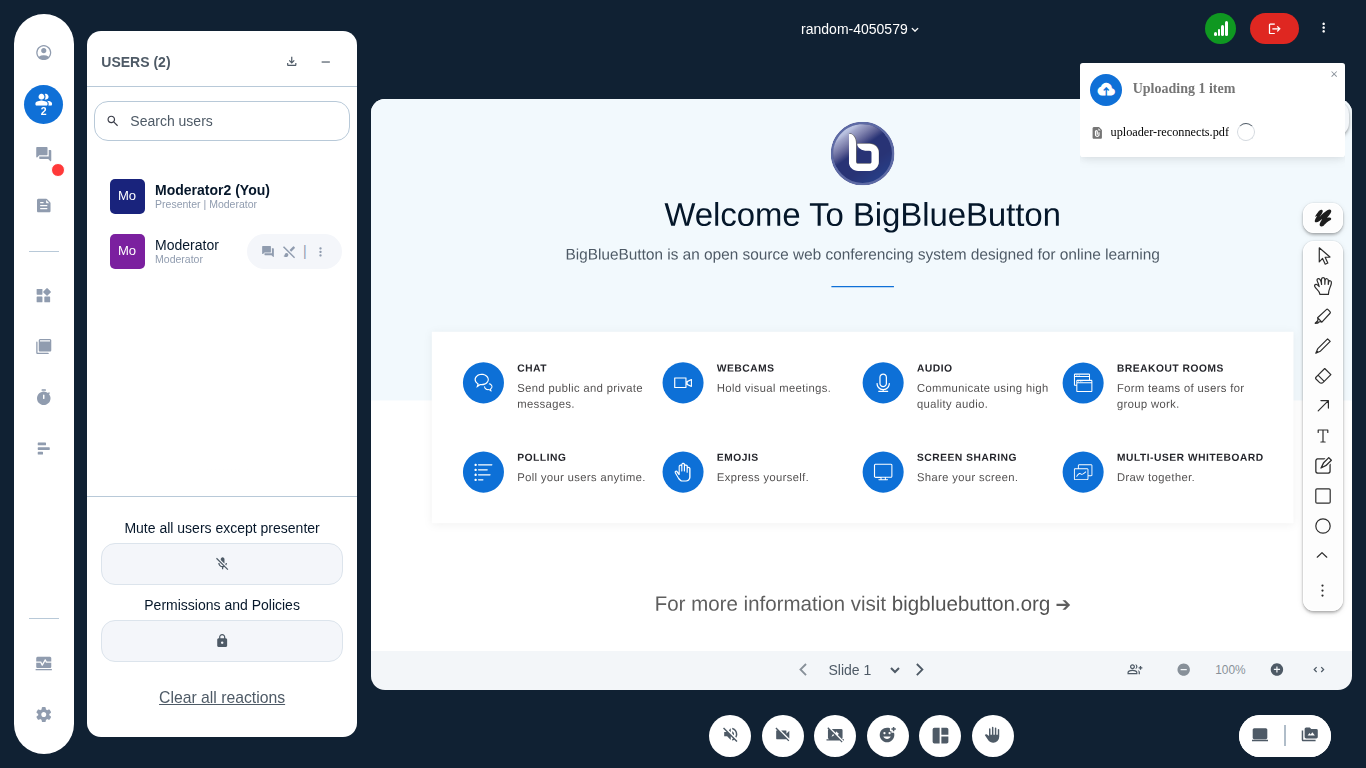 random-4050579
2
USERS (2)
Search users
Mo
Moderator2 (You)
Presenter | Moderator
Mo
Moderator
Moderator
Mute all users except presenter
Permissions and Policies
Clear all reactions
Uploading 1 item
×
uploader-reconnects.pdf
Welcome To BigBlueButton
BigBlueButton is an open source web conferencing system designed for online learning
CHAT
Send public and private
messages.
WEBCAMS
Hold visual meetings.
AUDIO
Communicate using high
quality audio.
BREAKOUT ROOMS
Form teams of users for
group work.
POLLING
Poll your users anytime.
EMOJIS
Express yourself.
SCREEN SHARING
Share your screen.
MULTI-USER WHITEBOARD
Draw together.
For more information visit bigbluebutton.org ➔
Slide 1
100%